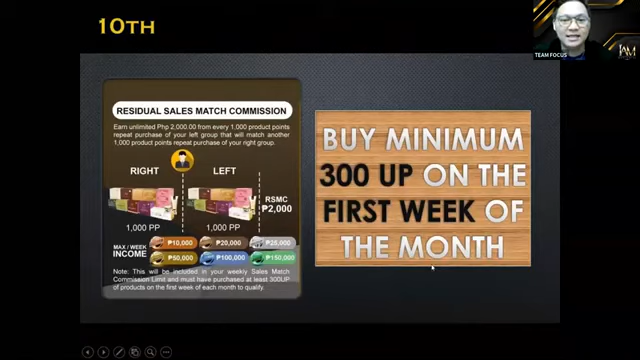 10TH
RESIDUAL SALES MATCH COMMISSION
Earn unlimited Php 2,000.00 from every 1,000 product points
repeat purchase of your left group that will match another
1,000 product points repeat purchase of your right group.
RIGHT
LEFT
RSMC
₱2,000
1,000 PP
1,000 PP
MAX / WEEK
INCOME
₱10,000
₱20,000
₱25,000
₱50,000
₱100,000
₱150,000
Note: This will be included in your weekly Sales Match
Commission Limit and must have purchased at least 300UP
of products on the first week of each month to qualify.
BUY MINIMUM
300 UP ON THE
FIRST WEEK OF
THE MONTH
TEAM FOCUS
IAM